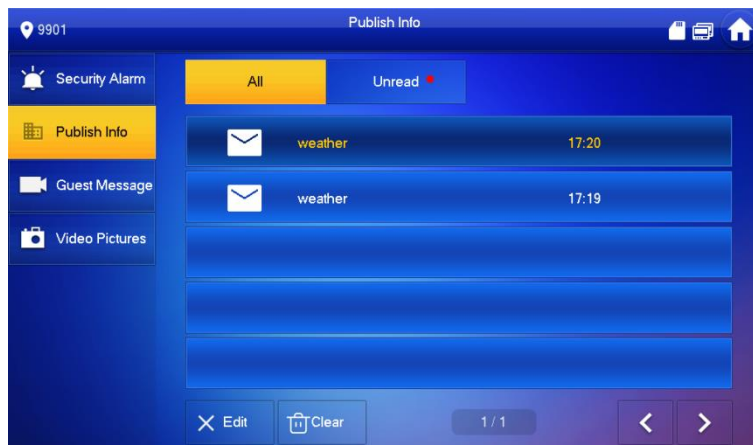 9901
Publish Info
Security Alarm
Publish Info
Guest Message
Video Pictures
All
Unread
weather 17:20
weather 17:19
Edit
Clear
1 / 1